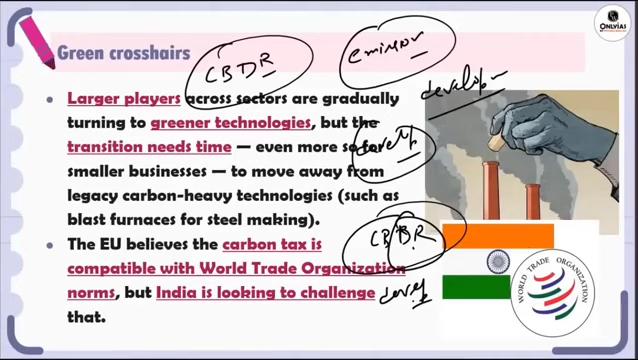 ONLYIAS
Green crosshairs
CBDR
emission
develop
Larger players across sectors are gradually
turning to greener technologies, but the
transition needs time — even more so for
smaller businesses — to move away from
legacy carbon-heavy technologies (such as
blast furnaces for steel making).
CBBR
The EU believes the carbon tax is
compatible with World Trade Organization
norms, but India is looking to challenge
that.
WORLD TRADE ORGANIZATION